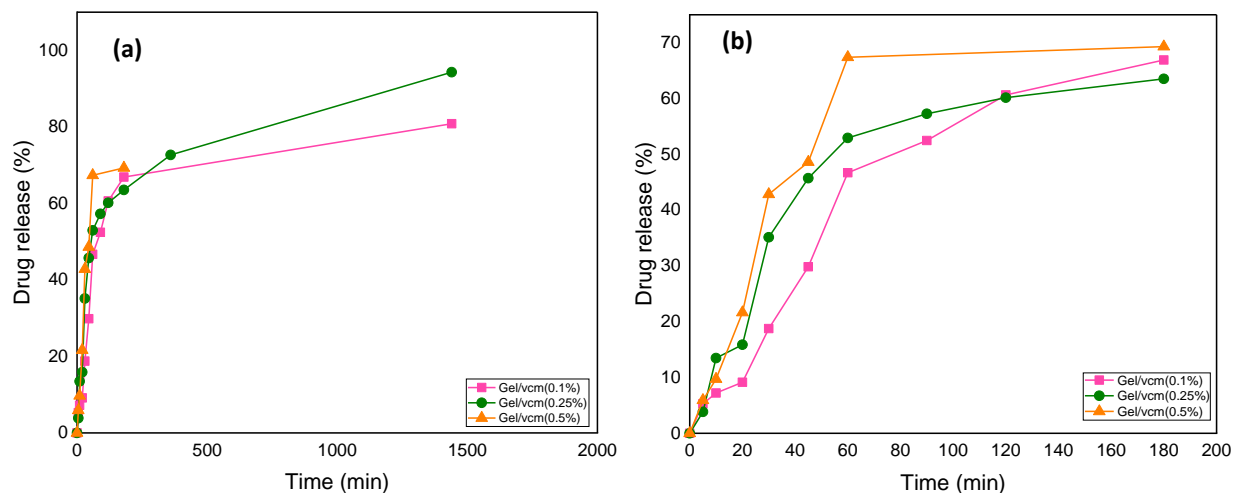 (a)
Drug release (%)
100
80
60
40
20
0
0 500 1000 1500 2000
Time (min)
Gel/vcm(0.1%)
Gel/vcm(0.25%)
Gel/vcm(0.5%)
(b)
Drug release (%)
70
60
50
40
30
20
10
0
0 20 40 60 80 100 120 140 160 180 200
Time (min)
Gel/vcm(0.1%)
Gel/vcm(0.25%)
Gel/vcm(0.5%)